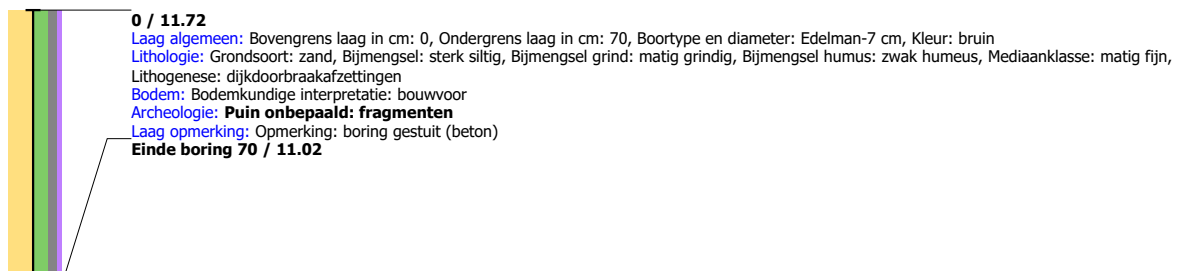 0 / 11.72
Laag algemeen: Bovengrens laag in cm: 0, Ondergrens laag in cm: 70, Boortype en diameter: Edelman-7 cm, Kleur: bruin
Lithologie: Grondsoort: zand, Bijmengsel: sterk siltig, Bijmengsel grind: matig grindig, Bijmengsel humus: zwak humeus, Mediaanklasse: matig fijn,
Lithogenese: dijkdoorbraakafzettingen
Bodem: Bodemkundige interpretatie: bouwvoor
Archeologie: Puin onbepaald: fragmenten
Laag opmerking: Opmerking: boring gestuit (beton)
Einde boring 70 / 11.02